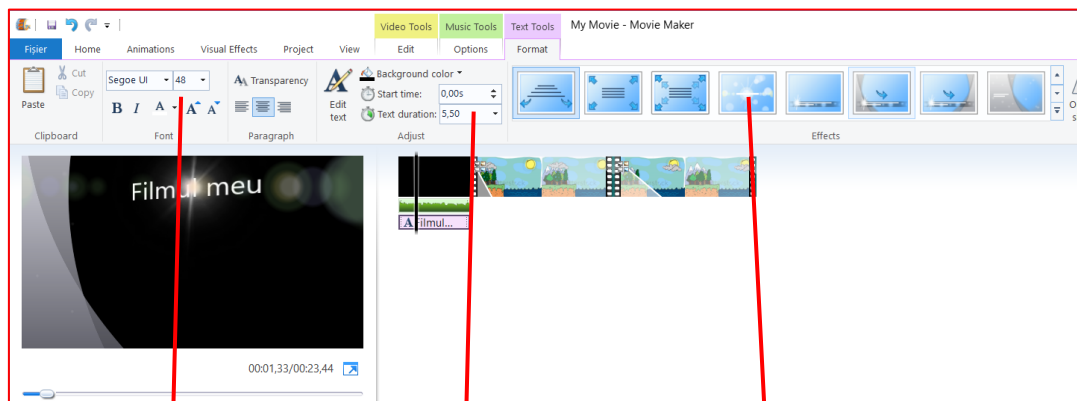 Video Tools Music Tools Text Tools My Movie - Movie Maker
Fișier Home Animations Visual Effects Project View Edit Options Format
Paste
Cut
Copy
Clipboard
Segoe UI 48
B I A A A
Font
Transparency
Paragraph
Edit
text
Background color
Start time: 0,00s
Text duration: 5,50
Adjust
Effects
Filmul meu
A Filmul...
00:01,33/00:23,44